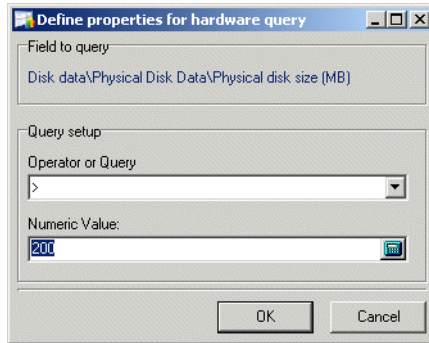 Define properties for hardware query
Field to query
Disk data\Physical Disk Data\Physical disk size (MB)
Query setup
Operator or Query
>
Numeric Value:
200
OK
Cancel